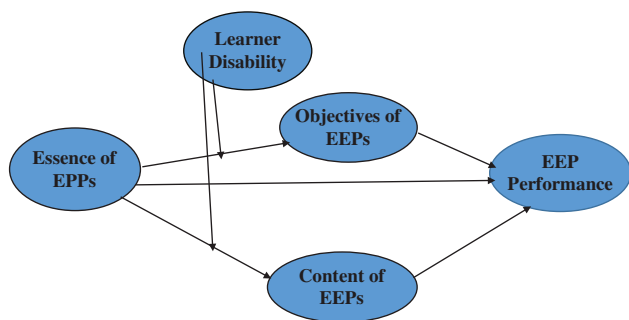 Learner
Disability
Objectives of
EEPs
Essence of
EPPs
EEP
Performance
Content of
EEPs